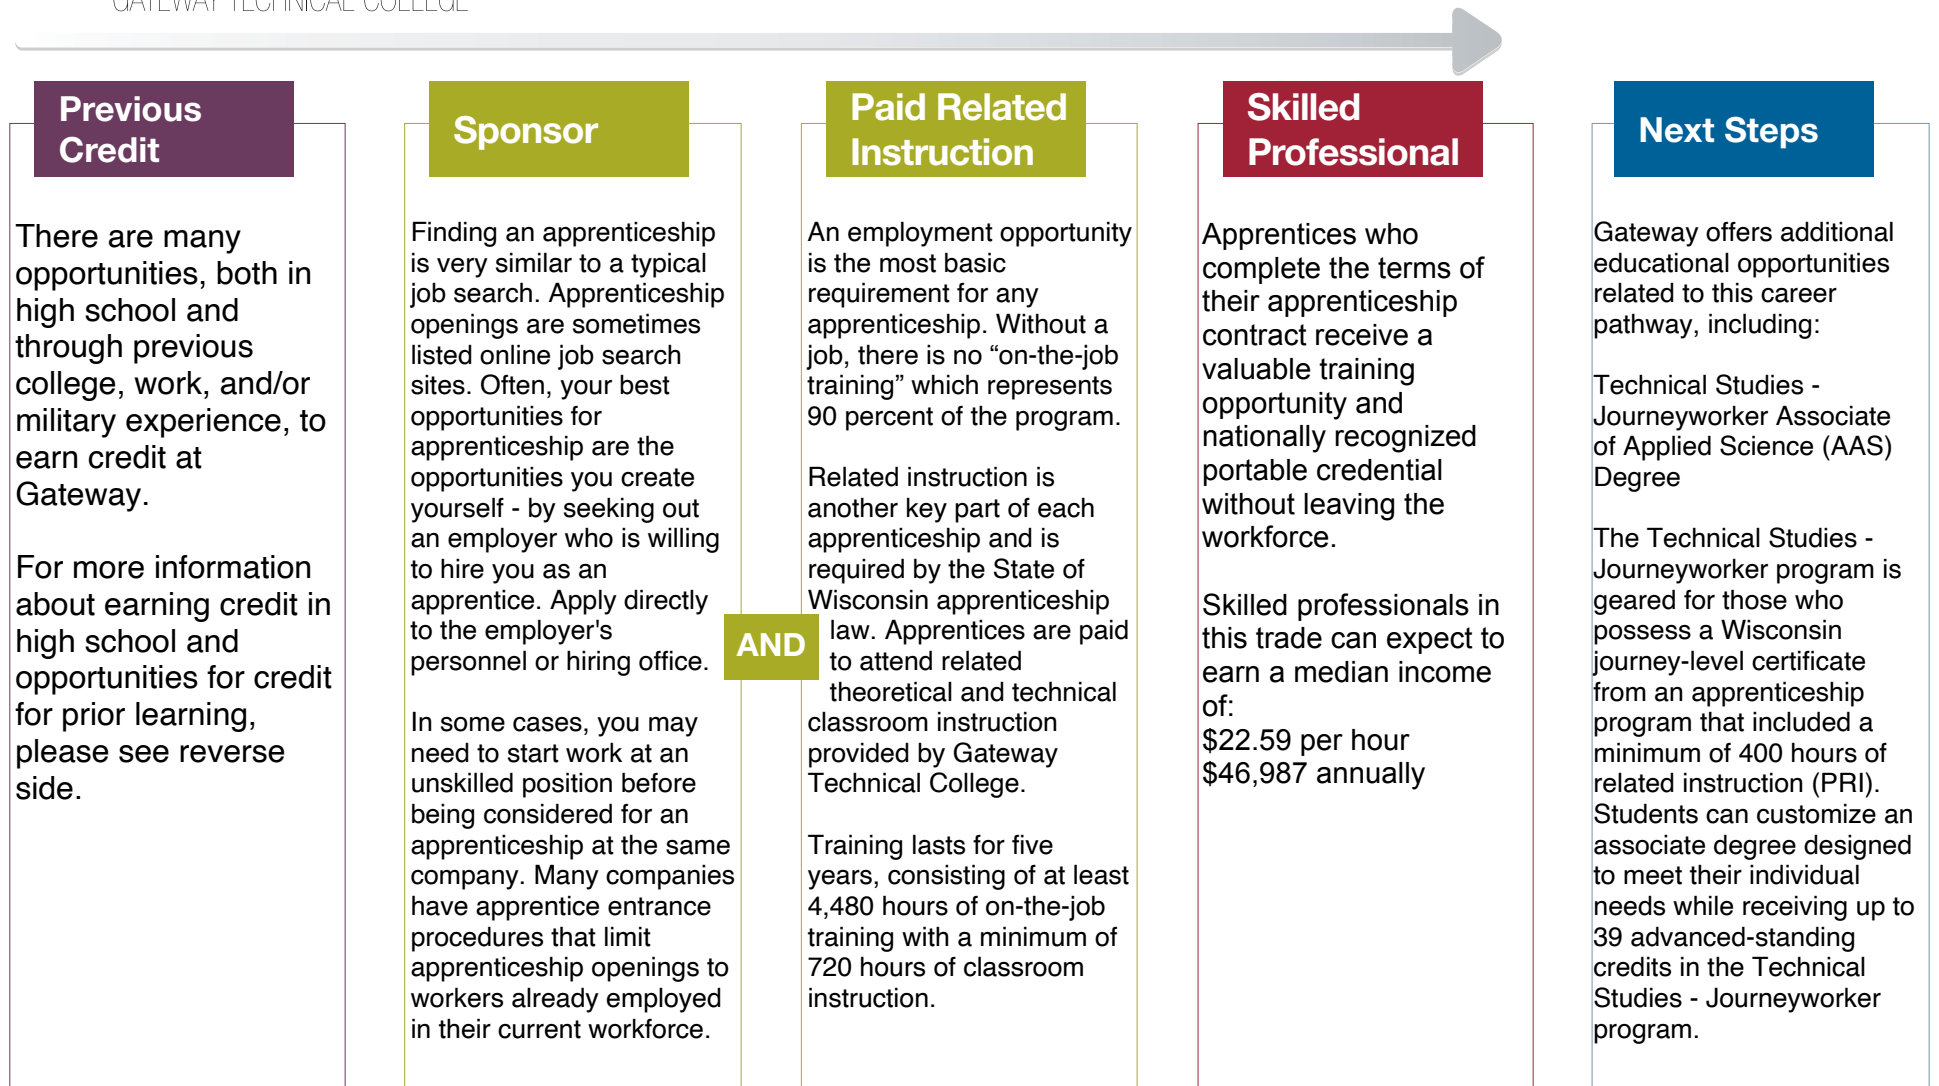 GATEWAY TECHNICAL COLLEGE
Previous
Credit
There are many
opportunities, both in
high school and
through previous
college, work, and/or
military experience, to
earn credit at
Gateway.
For more information
about earning credit in
high school and
opportunities for credit
for prior learning,
please see reverse
side.
Sponsor
Finding an apprenticeship
is very similar to a typical
job search. Apprenticeship
openings are sometimes
listed online job search
sites. Often, your best
opportunities for
apprenticeship are the
opportunities you create
yourself - by seeking out
an employer who is willing
to hire you as an
apprentice. Apply directly
to the employer's
personnel or hiring office.
In some cases, you may
need to start work at an
unskilled position before
being considered for an
apprenticeship at the same
company. Many companies
have apprentice entrance
procedures that limit
apprenticeship openings to
workers already employed
in their current workforce.
AND
Paid Related
Instruction
An employment opportunity
is the most basic
requirement for any
apprenticeship. Without a
job, there is no “on-the-job
training” which represents
90 percent of the program.
Related instruction is
another key part of each
apprenticeship and is
required by the State of
Wisconsin apprenticeship
law. Apprentices are paid
to attend related
theoretical and technical
classroom instruction
provided by Gateway
Technical College.
Training lasts for five
years, consisting of at least
4,480 hours of on-the-job
training with a minimum of
720 hours of classroom
instruction.
Skilled
Professional
Apprentices who
complete the terms of
their apprenticeship
contract receive a
valuable training
opportunity and
nationally recognized
portable credential
without leaving the
workforce.
Skilled professionals in
this trade can expect to
earn a median income
of:
$22.59 per hour
$46,987 annually
Next Steps
Gateway offers additional
educational opportunities
related to this career
pathway, including:
Technical Studies -
Journeyworker Associate
of Applied Science (AAS)
Degree
The Technical Studies -
Journeyworker program is
geared for those who
possess a Wisconsin
journey-level certificate
from an apprenticeship
program that included a
minimum of 400 hours of
related instruction (PRI).
Students can customize an
associate degree designed
to meet their individual
needs while receiving up to
39 advanced-standing
credits in the Technical
Studies - Journeyworker
program.